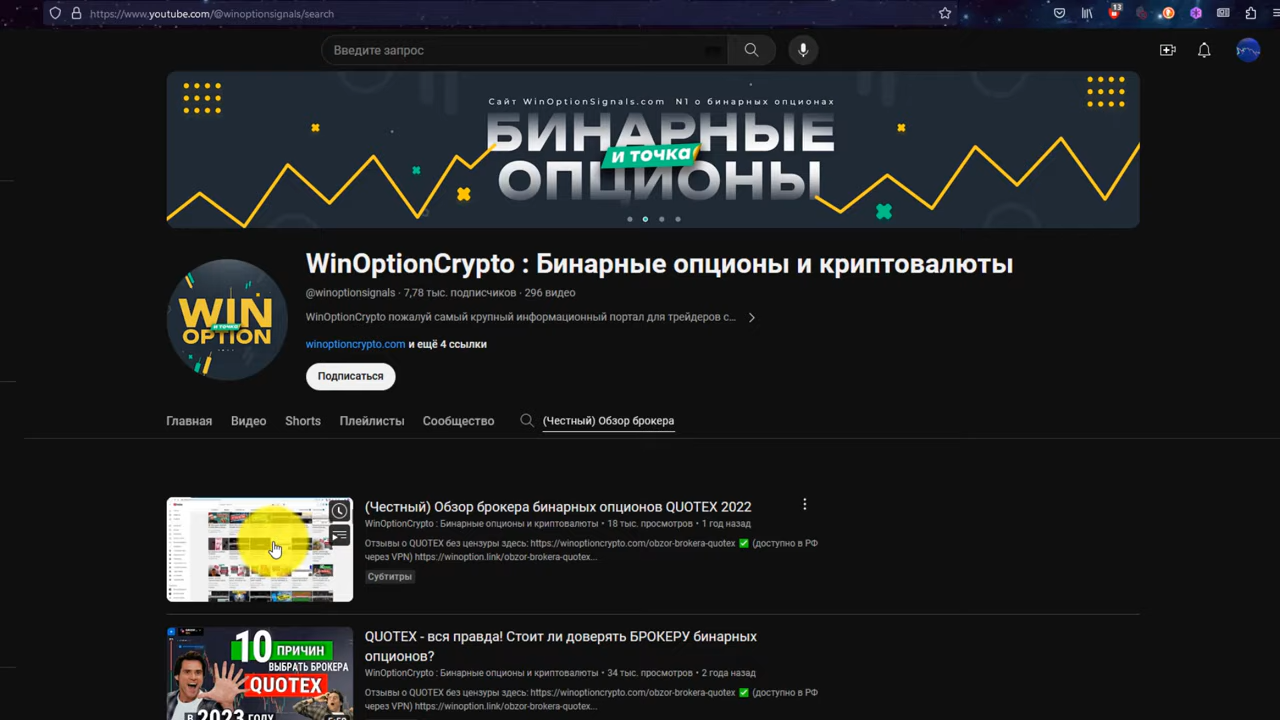 https://www.youtube.com/@winoptionsignals/search
13
Введите запрос
Сайт WinOptionSignals.com N1 о бинарных опционах
БИНАРНЫЕ
и точка
ОПЦИОНЫ
WinOptionCrypto : Бинарные опционы и криптовалюты
@winoptionsignals · 7,78 тыс. подписчиков · 296 видео
WinOptionCrypto пожалуй самый крупный информационный портал для трейдеров с...
winoptioncrypto.com и ещё 4 ссылки
WIN
и точка
OPTION
Подписаться
Главная Видео Shorts Плейлисты Сообщество (Честный) Обзор брокера
(Честный) Обзор брокера бинарных опционов QUOTEX 2022
WinOptionCrypto : Бинарные опционы и криптовалюты • 18 тыс. просмотров • 1 год назад
Отзывы о QUOTEX без цензуры здесь: https://winoptioncrypto.com/obzor-brokera-quotex ✅ (доступно в РФ
через VPN) https://winoption.link/obzor-brokera-quotex...
Субтитры
10 ПРИЧИН
ВЫБРАТЬ БРОКЕРА
QUOTEX
В 2023 ГОДУ
5:58
QUOTEX - вся правда! Стоит ли доверять БРОКЕРУ бинарных
опционов?
WinOptionCrypto : Бинарные опционы и криптовалюты • 34 тыс. просмотров • 2 года назад
Отзывы о QUOTEX без цензуры здесь: https://winoptioncrypto.com/obzor-brokera-quotex ✅ (доступно в РФ
через VPN) https://winoption.link/obzor-brokera-quotex...